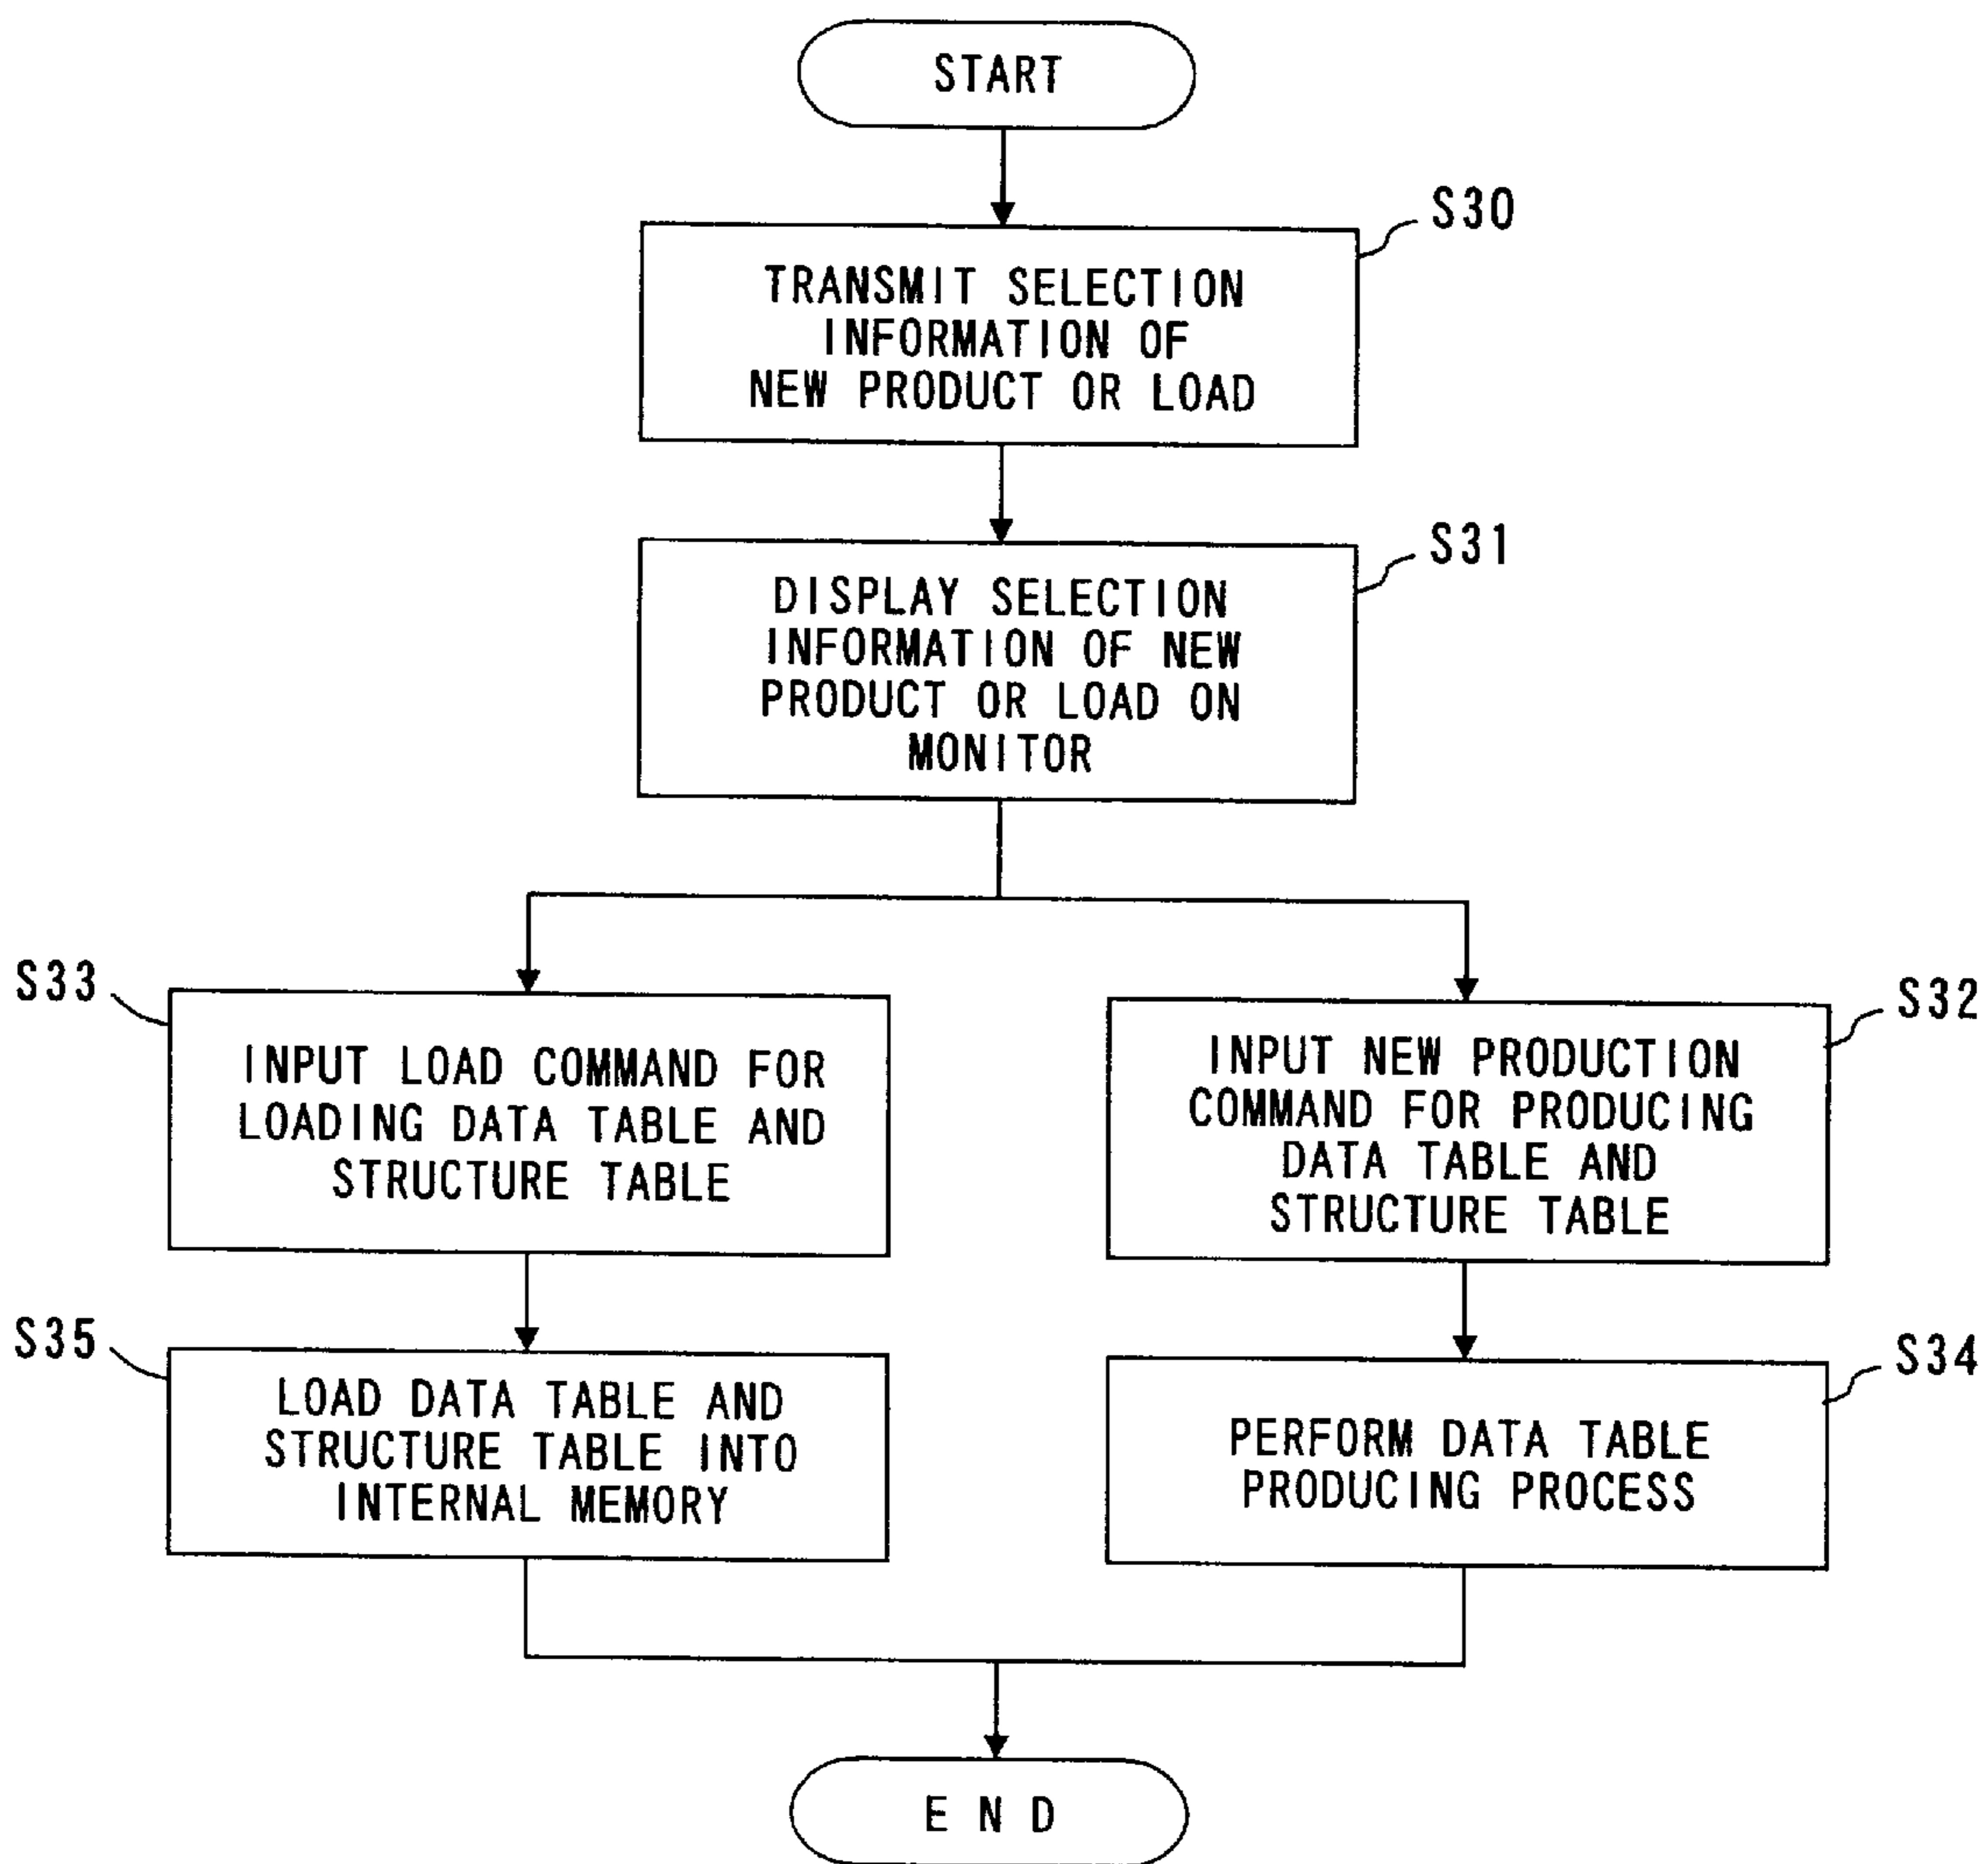 START
S30
TRANSMIT SELECTION
INFORMATION OF
NEW PRODUCT OR LOAD
S31
DISPLAY SELECTION
INFORMATION OF NEW
PRODUCT OR LOAD ON
MONITOR
S33
INPUT LOAD COMMAND FOR
LOADING DATA TABLE AND
STRUCTURE TABLE
S32
INPUT NEW PRODUCTION
COMMAND FOR PRODUCING
DATA TABLE AND
STRUCTURE TABLE
S35
LOAD DATA TABLE AND
STRUCTURE TABLE INTO
INTERNAL MEMORY
S34
PERFORM DATA TABLE
PRODUCING PROCESS
END